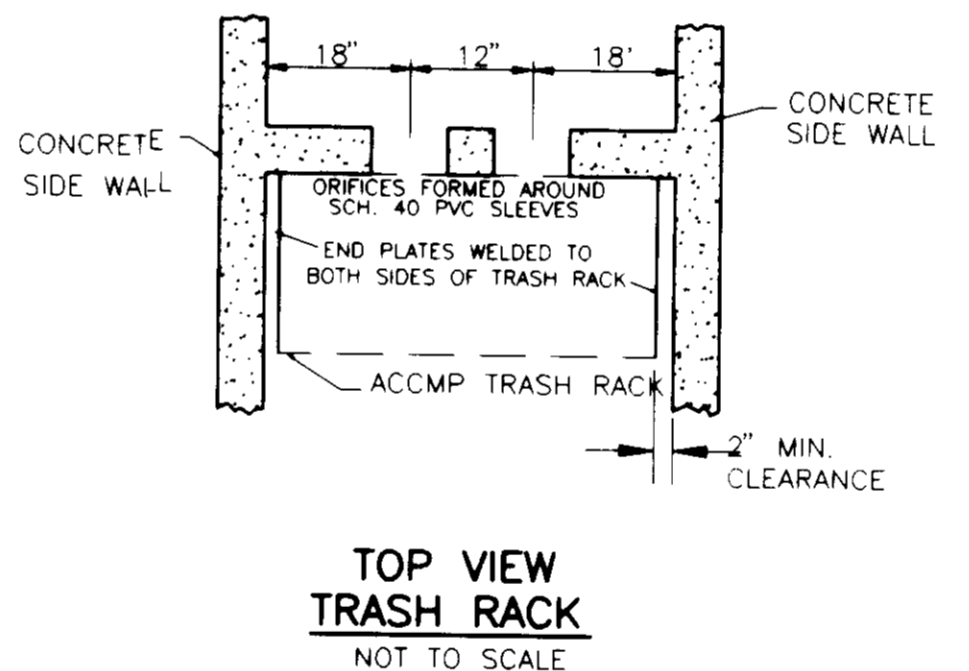 18" 12" 18'
CONCRETE
SIDE WALL
CONCRETE
SIDE WALL
ORIFICES FORMED AROUND
SCH. 40 PVC SLEEVES
END PLATES WELDED TO
BOTH SIDES OF TRASH RACK
ACCMP TRASH RACK
2" MIN.
CLEARANCE
TOP VIEW
TRASH RACK
NOT TO SCALE